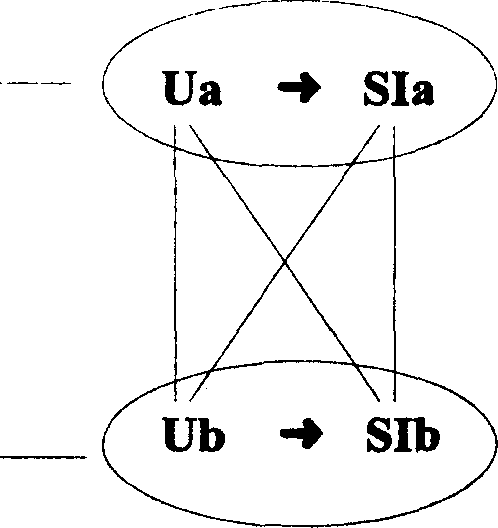 Ua → SIa
Ub → SIb